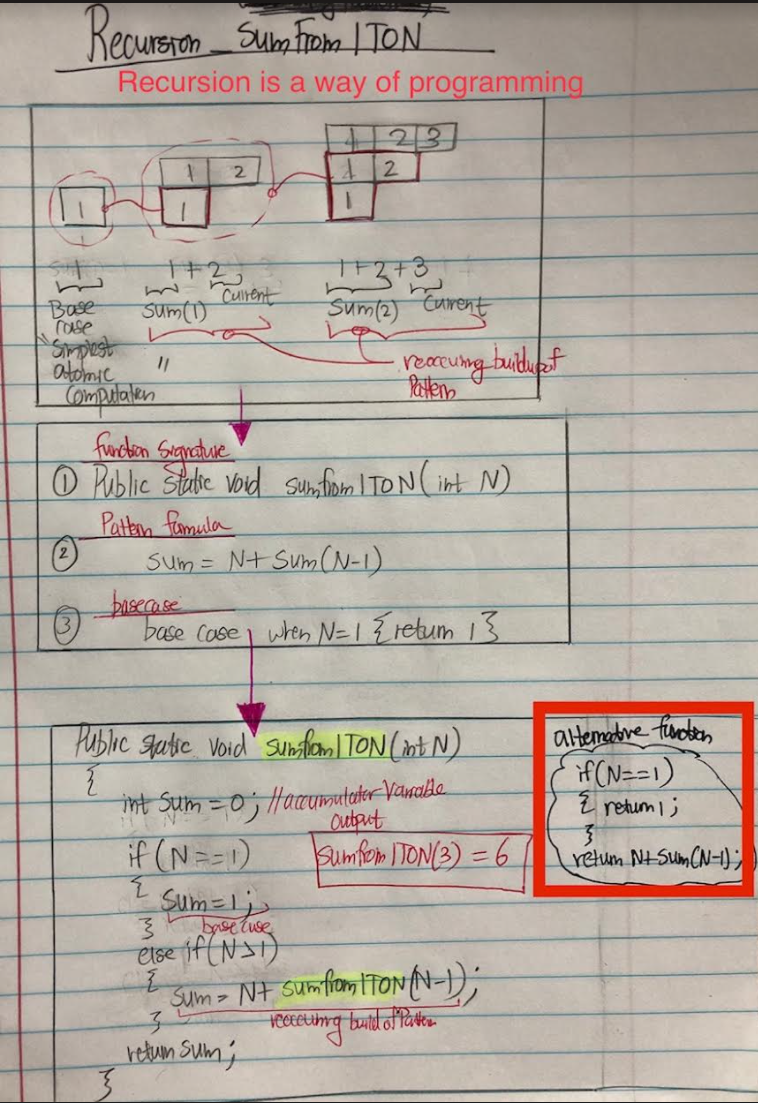 Recursion - SumFrom1TON
Recursion is a way of programming
1 2 3
1 2
1 2
1
1
1
1
1 + 2
1 + 2 + 3
Base case
sum(1)
current
Sum(2)
Current
"simplest atomic computation"
reoccurring buildup of Pattern
function signature
① Public static void sumfrom1TON(int N)
Pattern formula
② sum = N + Sum(N-1)
basecase
③ base case, when N=1 {return 1}
Public static void sumfrom1TON(int N)
{
int Sum = 0; //accumulator Variable
output
if (N==1)
sumfrom1TON(3) = 6
{
Sum=1;
}
base case
else if(N>1)
{
sum = N+ sumfrom1TON(N-1);
}
reoccurring build of Pattern
return sum;
}
alternative function
if(N==1)
{ return 1;
}
return N+Sum(N-1);